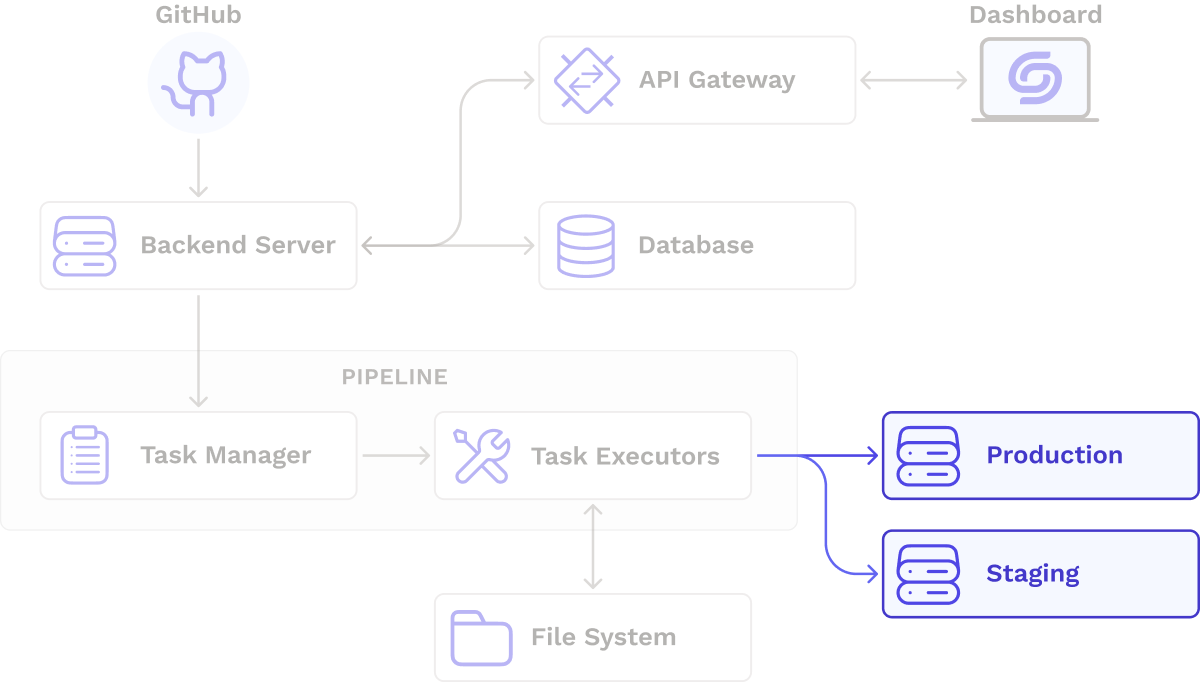 GitHub
Dashboard
API Gateway
Backend Server
Database
PIPELINE
Task Manager
Task Executors
Production
Staging
File System